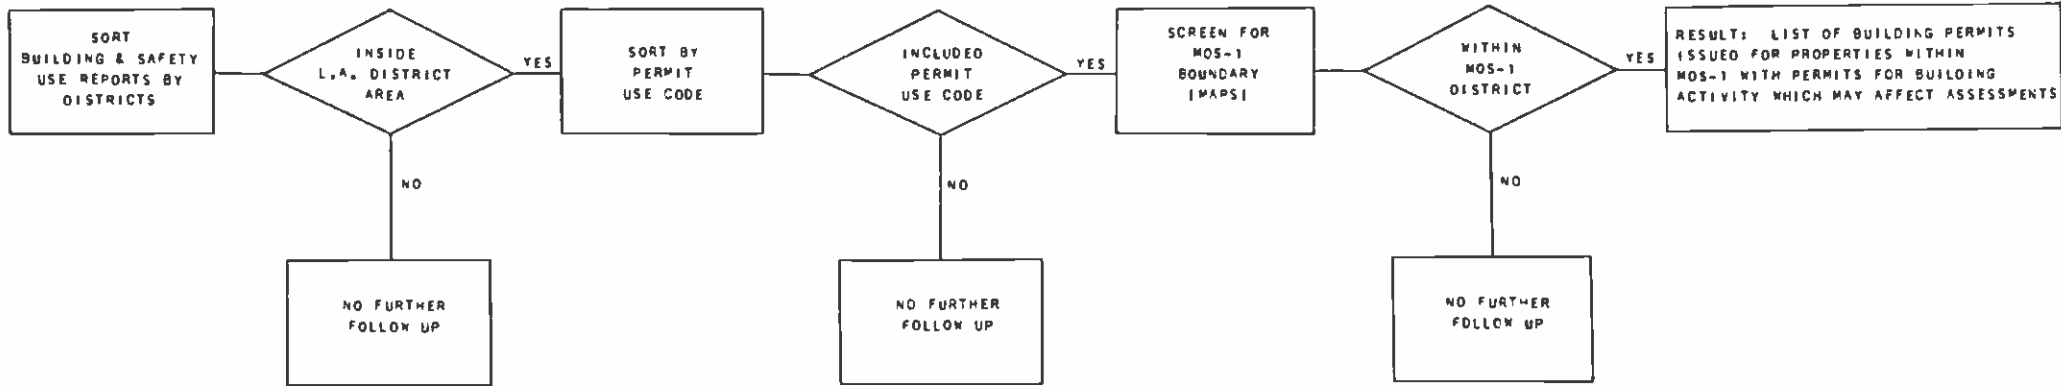 SORT
BUILDING & SAFETY
USE REPORTS BY
DISTRICTS
INSIDE
L.A. DISTRICT
AREA
YES
SORT BY
PERMIT
USE CODE
INCLUDED
PERMIT
USE CODE
YES
SCREEN FOR
MOS-1
BOUNDARY
[MAPS]
WITHIN
MOS-1
DISTRICT
YES
RESULT: LIST OF BUILDING PERMITS
ISSUED FOR PROPERTIES WITHIN
MOS-1 WITH PERMITS FOR BUILDING
ACTIVITY WHICH MAY AFFECT ASSESSMENTS
NO
NO
NO
NO FURTHER
FOLLOW UP
NO FURTHER
FOLLOW UP
NO FURTHER
FOLLOW UP